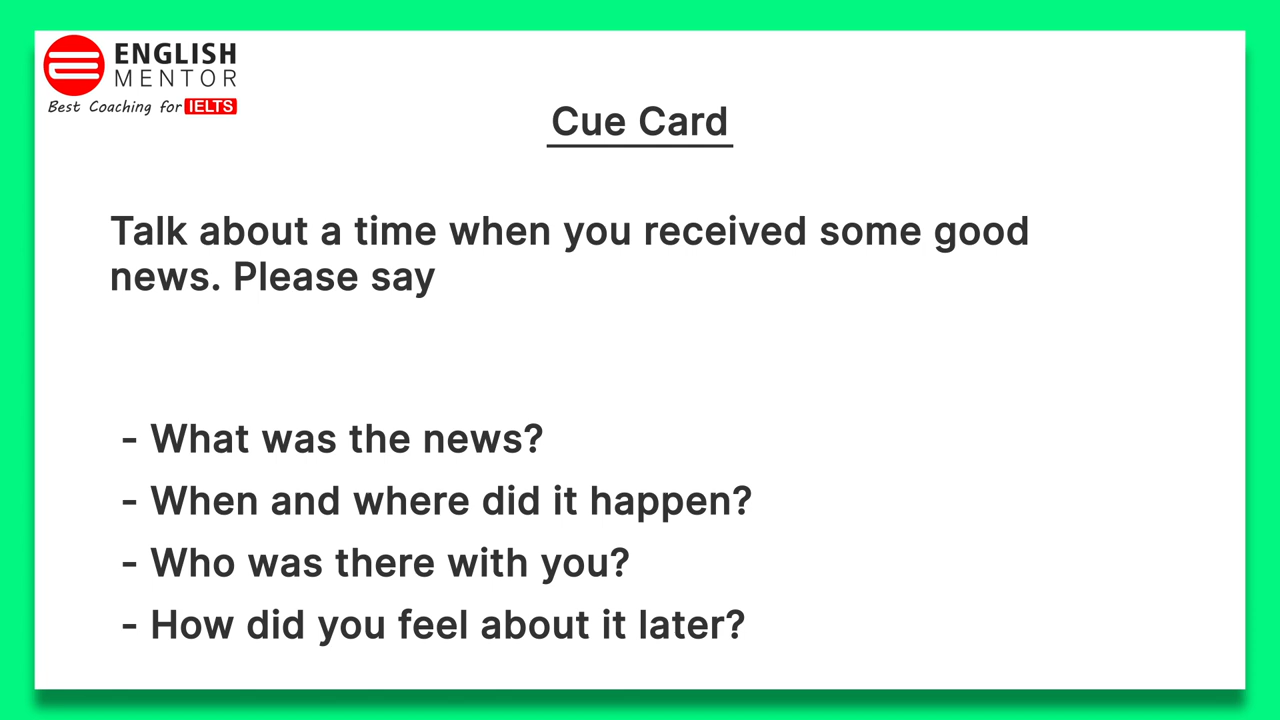 ENGLISH
MENTOR
Best Coaching for IELTS
Cue Card
Talk about a time when you received some good
news. Please say
- What was the news?
- When and where did it happen?
- Who was there with you?
- How did you feel about it later?